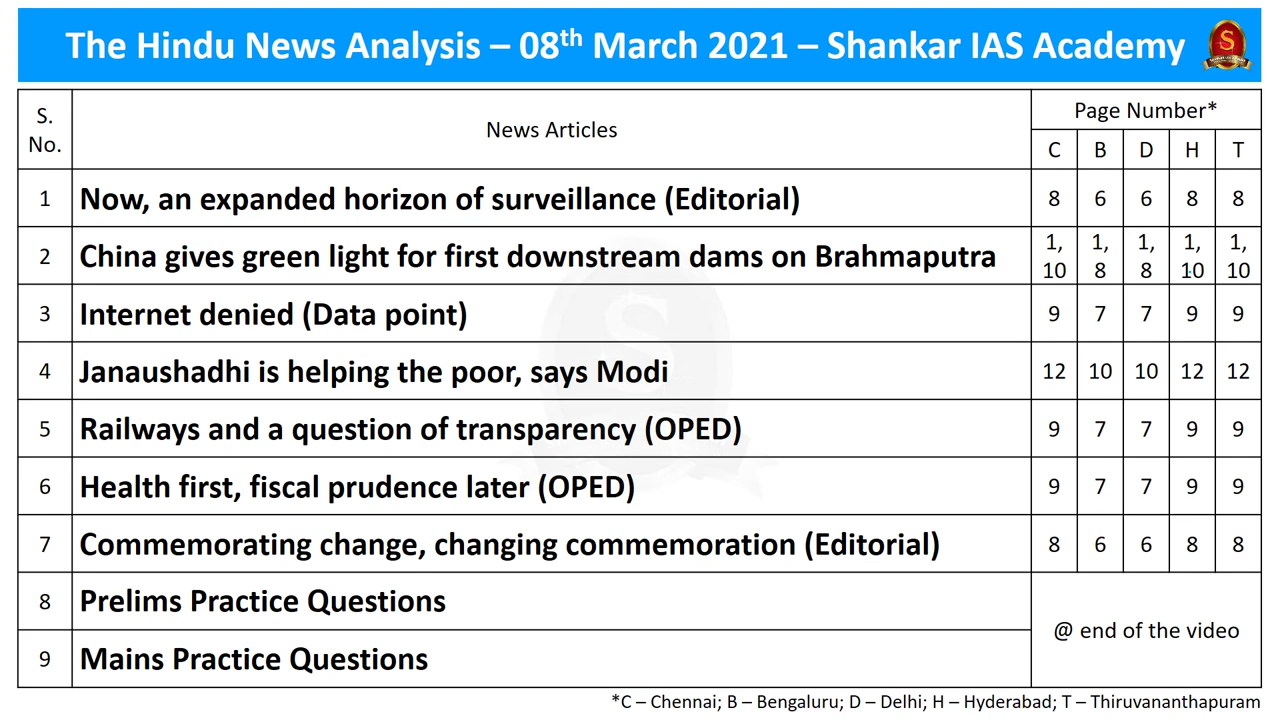 The Hindu News Analysis – 08th March 2021 – Shankar IAS Academy
S. No. News Articles Page Number*
C B D H T
1 Now, an expanded horizon of surveillance (Editorial) 8 6 6 8 8
2 China gives green light for first downstream dams on Brahmaputra 1, 10 1, 8 1, 8 1, 10 1, 10
3 Internet denied (Data point) 9 7 7 9 9
4 Janaushadhi is helping the poor, says Modi 12 10 10 12 12
5 Railways and a question of transparency (OPED) 9 7 7 9 9
6 Health first, fiscal prudence later (OPED) 9 7 7 9 9
7 Commemorating change, changing commemoration (Editorial) 8 6 6 8 8
8 Prelims Practice Questions
@ end of the video
9 Mains Practice Questions
*C – Chennai; B – Bengaluru; D – Delhi; H – Hyderabad; T – Thiruvananthapuram